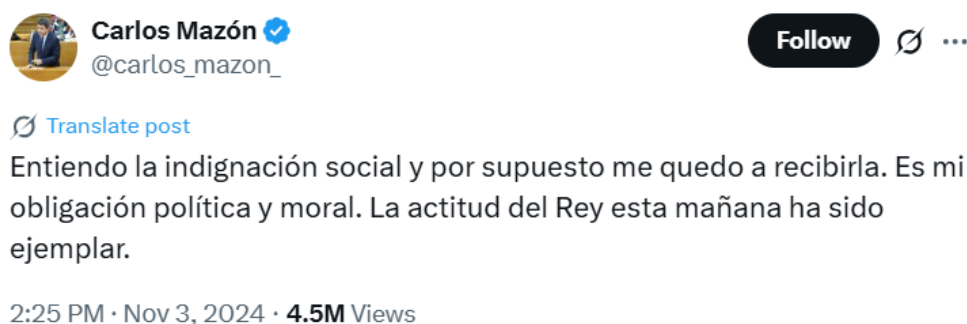 Carlos Mazón
@carlos_mazon_
Follow
Translate post
Entiendo la indignación social y por supuesto me quedo a recibirla. Es mi
obligación política y moral. La actitud del Rey esta mañana ha sido
ejemplar.
2:25 PM · Nov 3, 2024 · 4.5M Views